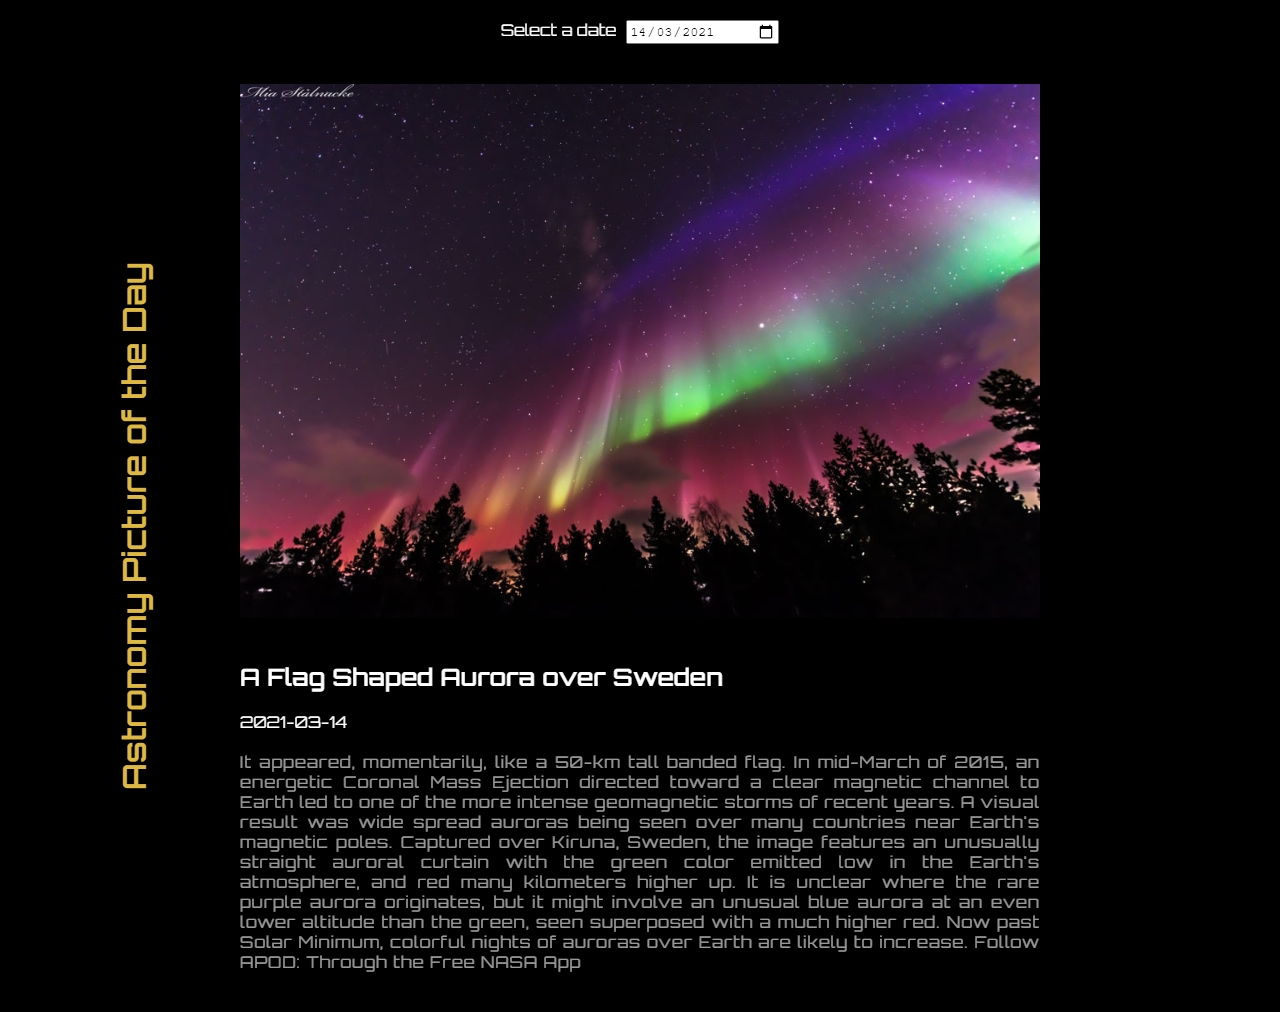 Select a date
14/03/2021
Mia Stålnacke
Astronomy Picture of the Day
A Flag Shaped Aurora over Sweden
2021-03-14
It appeared, momentarily, like a 50-km tall banded flag. In mid-March of 2015, an
energetic Coronal Mass Ejection directed toward a clear magnetic channel to
Earth led to one of the more intense geomagnetic storms of recent years. A visual
result was wide spread auroras being seen over many countries near Earth's
magnetic poles. Captured over Kiruna, Sweden, the image features an unusually
straight auroral curtain with the green color emitted low in the Earth's
atmosphere, and red many kilometers higher up. It is unclear where the rare
purple aurora originates, but it might involve an unusual blue aurora at an even
lower altitude than the green, seen superposed with a much higher red. Now past
Solar Minimum, colorful nights of auroras over Earth are likely to increase. Follow
APOD: Through the Free NASA App